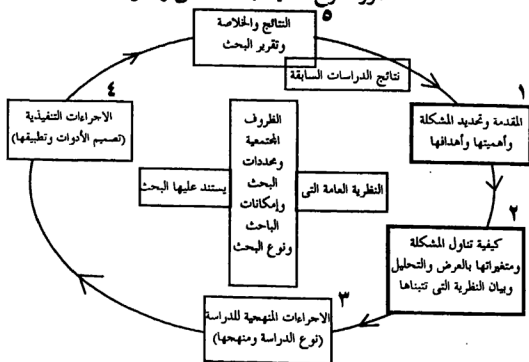 ٥
النتائج والخلاصة
وتقرير البحث
نتائج الدراسات السابقة
١
المقدمة وتحديد المشكلة
وأهميتها وأهدافها
٢
كيفية تناول المشكلة
ومتغيراتها بالعرض والتحليل
وبيان النظرية التى تتبناها
٣
الاجراءات المنهجية للدراسة
(نوع الدراسة ومنهجها)
٤
الاجراءات التنفيذية
(تصميم الأدوات وتطبيقها)
الظروف
المجتمعية
ومحددات
البحث
وإمكانات
الباحث
ونوع البحث
النظرية العامة التى
يستند عليها البحث